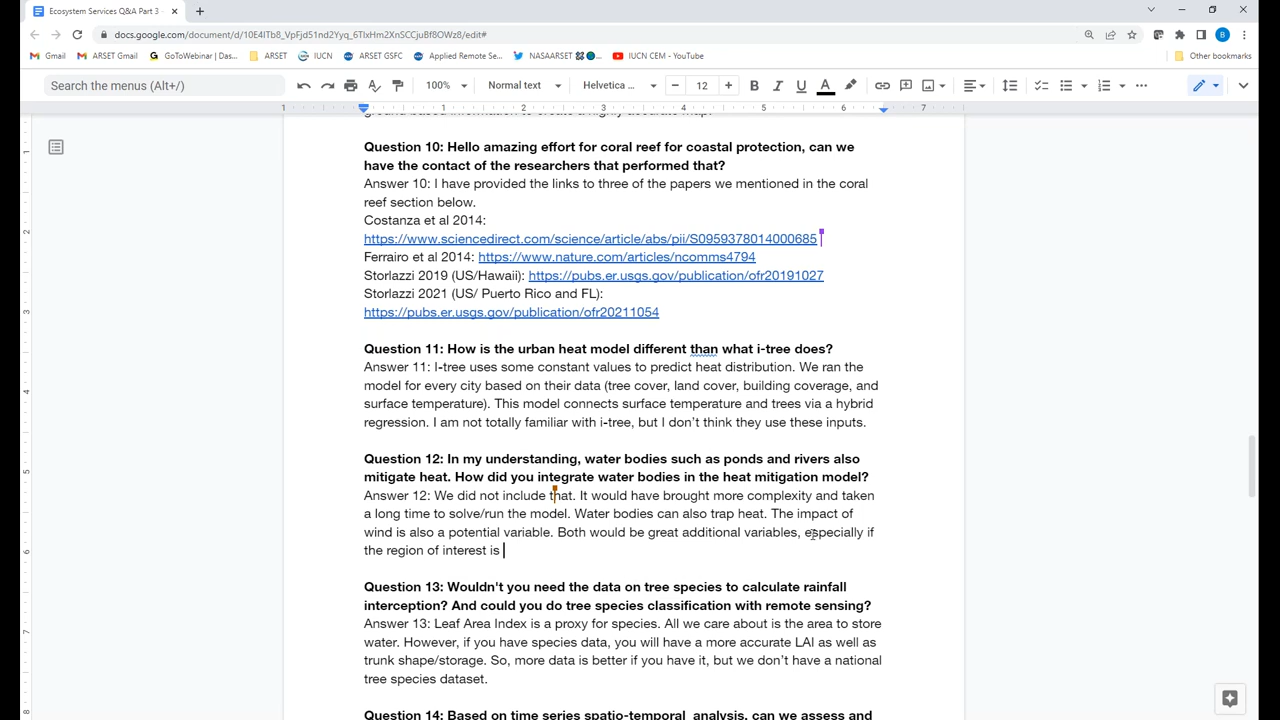 Ecosystem Services Q&A Part 3 -
docs.google.com/document/d/10E4ITb8_VpFjd51nd2Yyq_6TlxHm2XnSCCjuBf8OWz8/edit#
Gmail ARSET Gmail GoToWebinar | Das... ARSET IUCN ARSET GSFC Applied Remote Se... NASAARSET IUCN CEM - YouTube Other bookmarks
Search the menus (Alt+/) 100% Normal text Helvetica ... 12 B I U A
1 1 2 3 4 5 6 7
ground based information to create a highly accurate map.
Question 10: Hello amazing effort for coral reef for coastal protection, can we
have the contact of the researchers that performed that?
Answer 10: I have provided the links to three of the papers we mentioned in the coral
reef section below.
Costanza et al 2014:
https://www.sciencedirect.com/science/article/abs/pii/S0959378014000685
Ferrairo et al 2014: https://www.nature.com/articles/ncomms4794
Storlazzi 2019 (US/Hawaii): https://pubs.er.usgs.gov/publication/ofr20191027
Storlazzi 2021 (US/ Puerto Rico and FL):
https://pubs.er.usgs.gov/publication/ofr20211054
Question 11: How is the urban heat model different than what i-tree does?
Answer 11: I-tree uses some constant values to predict heat distribution. We ran the
model for every city based on their data (tree cover, land cover, building coverage, and
surface temperature). This model connects surface temperature and trees via a hybrid
regression. I am not totally familiar with i-tree, but I don't think they use these inputs.
Question 12: In my understanding, water bodies such as ponds and rivers also
mitigate heat. How did you integrate water bodies in the heat mitigation model?
Answer 12: We did not include that. It would have brought more complexity and taken
a long time to solve/run the model. Water bodies can also trap heat. The impact of
wind is also a potential variable. Both would be great additional variables, especially if
the region of interest is
Question 13: Wouldn't you need the data on tree species to calculate rainfall
interception? And could you do tree species classification with remote sensing?
Answer 13: Leaf Area Index is a proxy for species. All we care about is the area to store
water. However, if you have species data, you will have a more accurate LAI as well as
trunk shape/storage. So, more data is better if you have it, but we don't have a national
tree species dataset.
Question 14: Based on time series spatio-temporal analysis, can we assess and